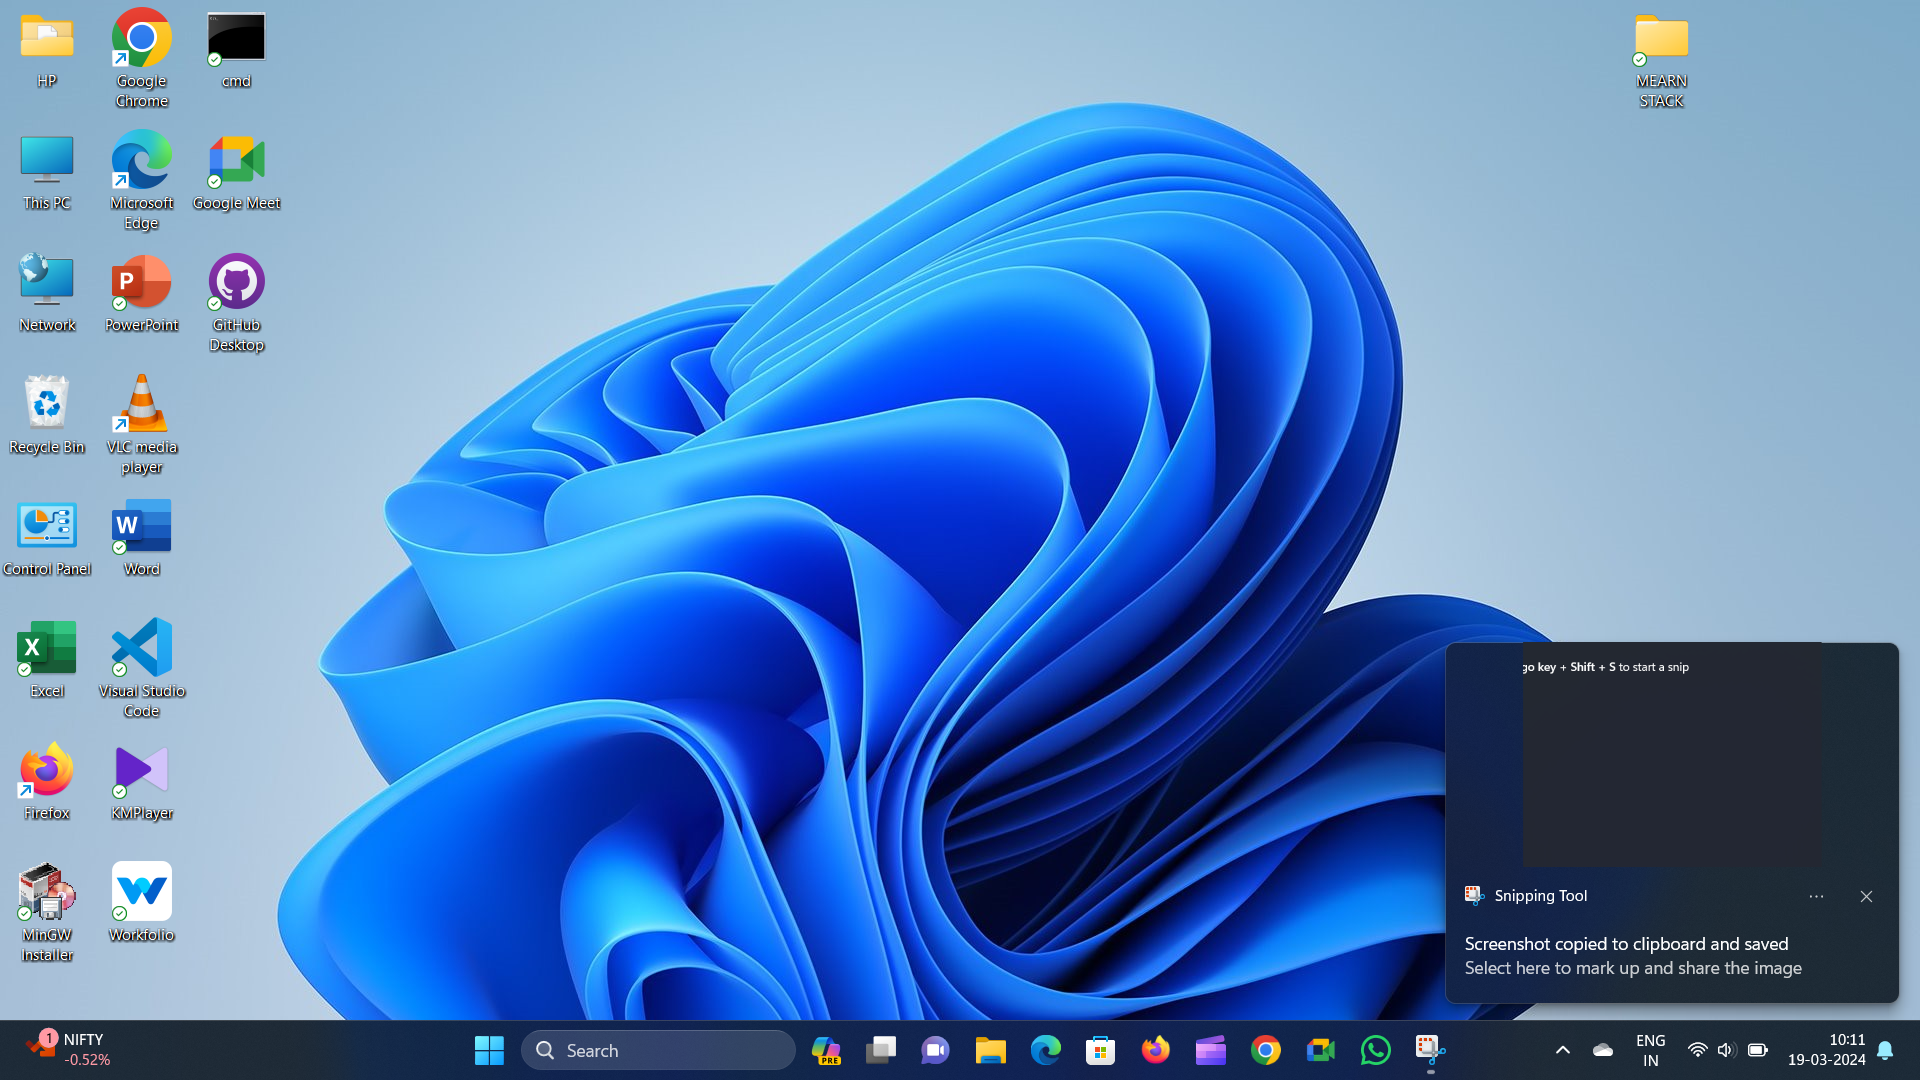 HP
Google
Chrome
cmd
MEARN
STACK
This PC
Microsoft
Edge
Google Meet
Network
P
PowerPoint
GitHub
Desktop
Recycle Bin
VLC media
player
Control Panel
W
Word
X
Excel
Visual Studio
Code
go key + Shift + S to start a snip
Firefox
KMPlayer
MinGW
Installer
Workfolio
Snipping Tool
Screenshot copied to clipboard and saved
Select here to mark up and share the image
1
NIFTY
-0.52%
Search
PRE
ENG
IN
10:11
19-03-2024